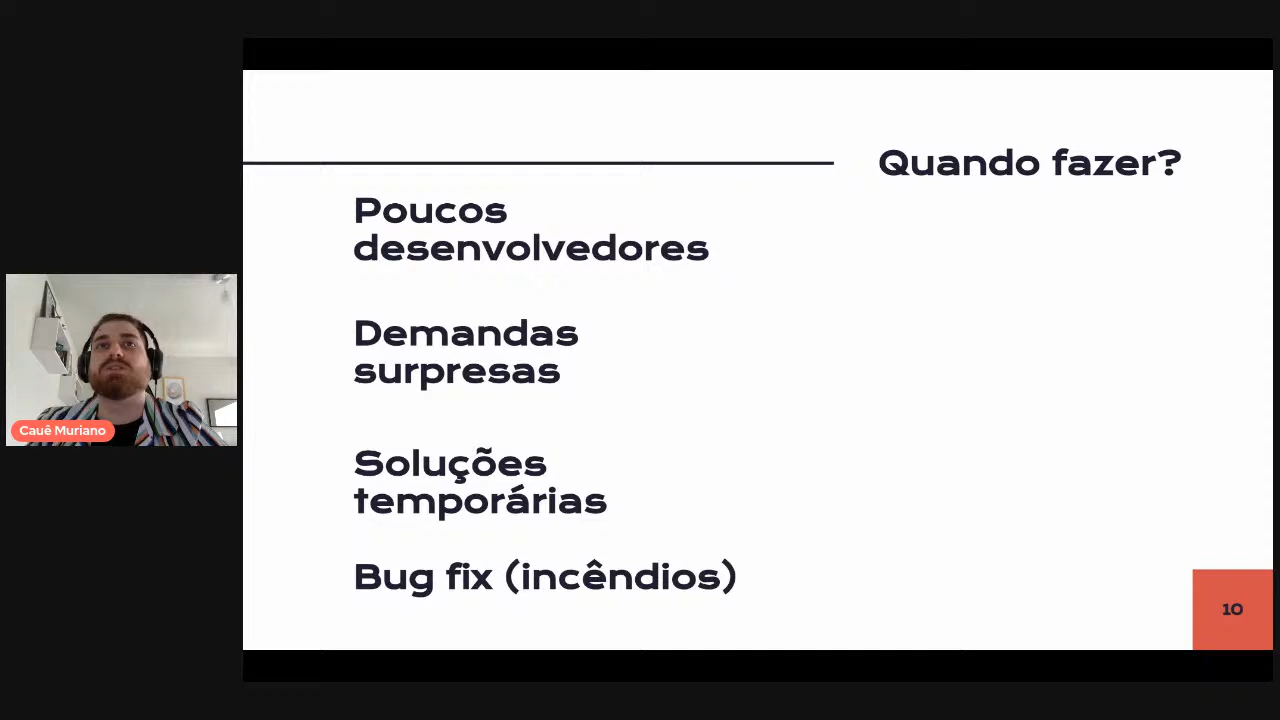 Quando fazer?
Poucos
desenvolvedores
Demandas
surpresas
Soluções
temporárias
Bug fix (incêndios)
Cauê Muriano
10